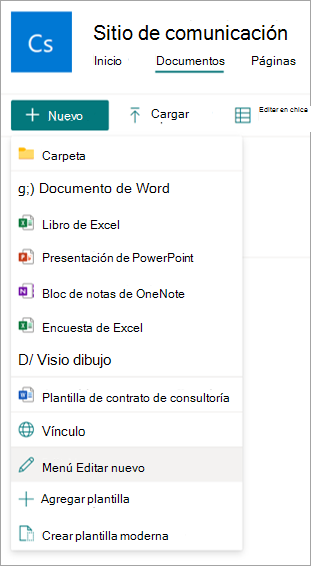 Cs
Sitio de comunicación
Inicio Documentos Páginas
Nuevo Cargar Editar en chica
Carpeta
g;) Documento de Word
Libro de Excel
Presentación de PowerPoint
Bloc de notas de OneNote
Encuesta de Excel
D/ Visio dibujo
Plantilla de contrato de consultoría
Vínculo
Menú Editar nuevo
Agregar plantilla
Crear plantilla moderna